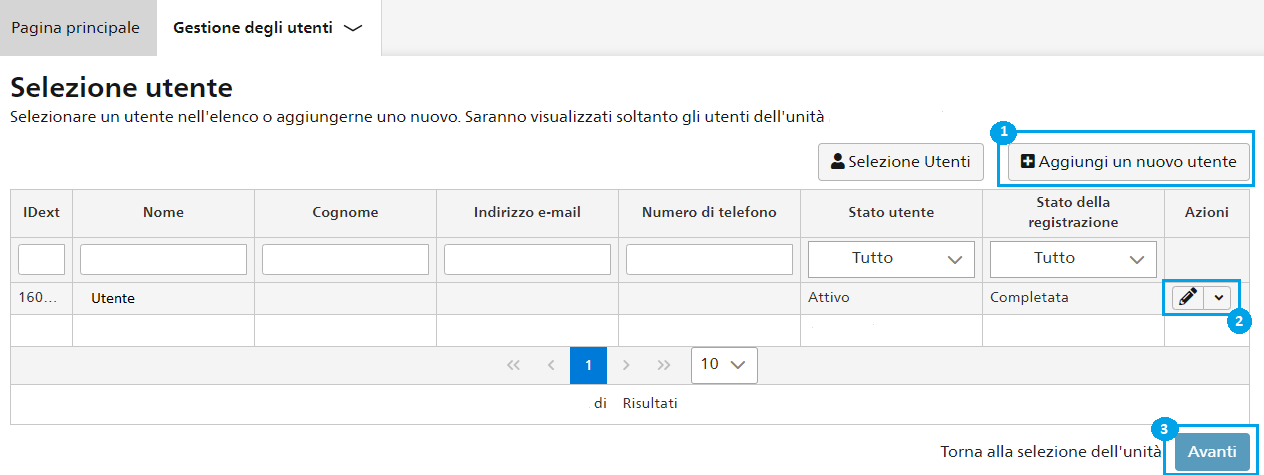 Pagina principale
Gestione degli utenti
Selezione utente
Selezionare un utente nell'elenco o aggiungerne uno nuovo. Saranno visualizzati soltanto gli utenti dell'unità
1
Selezione Utenti
Aggiungi un nuovo utente
IDext Nome Cognome Indirizzo e-mail Numero di telefono Stato utente Stato della registrazione Azioni
Tutto Tutto
160... Utente Attivo Completata
2
1 10
di Risultati
3
Torna alla selezione dell'unità Avanti